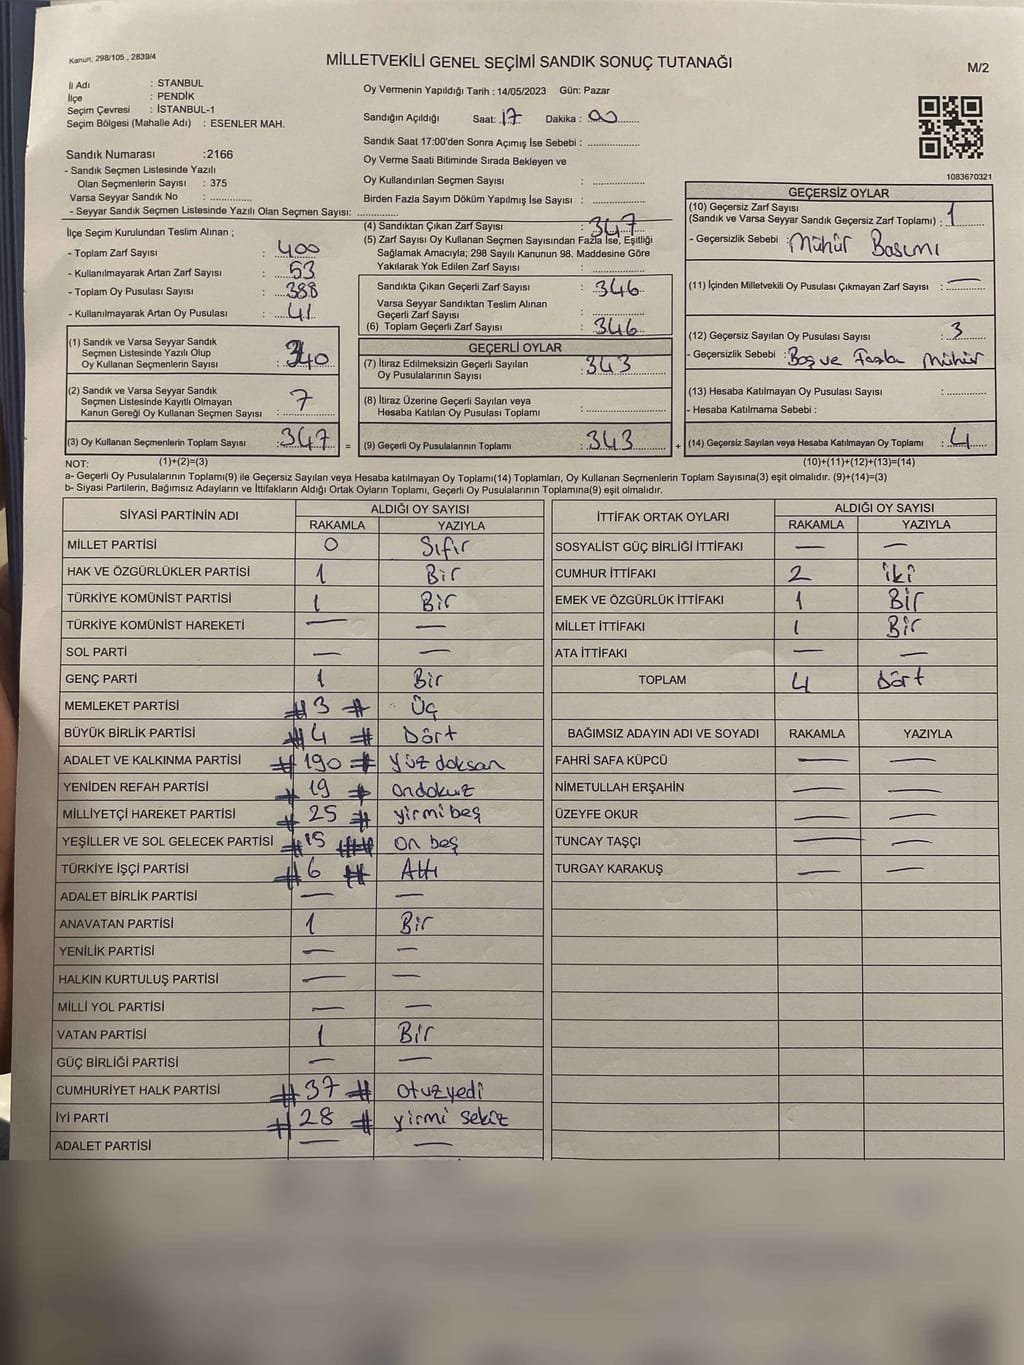 Kanun: 298/105 , 2839/4
MİLLETVEKİLİ GENEL SEÇİMİ SANDIK SONUÇ TUTANAĞI
M/2
İl Adı : STANBUL
İlçe : PENDİK
Seçim Çevresi : İSTANBUL-1
Seçim Bölgesi (Mahalle Adı) : ESENLER MAH.
Sandık Numarası :2166
- Sandık Seçmen Listesinde Yazılı
Olan Seçmenlerin Sayısı : 375
Varsa Seyyar Sandık No : ..............
- Seyyar Sandık Seçmen Listesinde Yazılı Olan Seçmen Sayısı: ..............
Oy Vermenin Yapıldığı Tarih : 14/05/2023 Gün: Pazar
Sandığın Açıldığı Saat: 17 Dakika : 00
Sandık Saat 17:00'den Sonra Açımış İse Sebebi : ..............
Oy Verme Saati Bitiminde Sırada Bekleyen ve
Oy Kullandırılan Seçmen Sayısı : ..............
Birden Fazla Sayım Döküm Yapılmış İse Sayısı : ..............
1083670321
İlçe Seçim Kurulundan Teslim Alınan ;
- Toplam Zarf Sayısı : 400
- Kullanılmayarak Artan Zarf Sayısı : 53
- Toplam Oy Pusulası Sayısı : 388
- Kullanılmayarak Artan Oy Pusulası : 41
(1) Sandık ve Varsa Seyyar Sandık
Seçmen Listesinde Yazılı Olup
Oy Kullanan Seçmenlerin Sayısı : 340
(2) Sandık ve Varsa Seyyar Sandık
Seçmen Listesinde Kayıtlı Olmayan
Kanun Gereği Oy Kullanan Seçmen Sayısı : 7
(3) Oy Kullanan Seçmenlerin Toplam Sayısı : 347 =
(4) Sandıktan Çıkan Zarf Sayısı : 347
(5) Zarf Sayısı Oy Kullanan Seçmen Sayısından Fazla İse, Eşitliği
Sağlamak Amacıyla; 298 Sayılı Kanunun 98. Maddesine Göre
Yakılarak Yok Edilen Zarf Sayısı : ..............
Sandıkta Çıkan Geçerli Zarf Sayısı : 346
Varsa Seyyar Sandıktan Teslim Alınan
Geçerli Zarf Sayısı : ..............
(6) Toplam Geçerli Zarf Sayısı : 346
GEÇERLİ OYLAR
(7) İtiraz Edilmeksizin Geçerli Sayılan
Oy Pusulalarının Sayısı : 343
(8) İtiraz Üzerine Geçerli Sayılan veya
Hesaba Katılan Oy Pusulası Toplamı : ..............
(9) Geçerli Oy Pusulalarının Toplamı : 343 +
GEÇERSİZ OYLAR
(10) Geçersiz Zarf Sayısı
(Sandık ve Varsa Seyyar Sandık Geçersiz Zarf Toplamı) : 1
- Geçersizlik Sebebi : Mühür Basımı
(11) İçinden Milletvekili Oy Pusulası Çıkmayan Zarf Sayısı : —
(12) Geçersiz Sayılan Oy Pusulası Sayısı : 3
- Geçersizlik Sebebi : Boş ve Fazla Mühür
(13) Hesaba Katılmayan Oy Pusulası Sayısı : ..............
- Hesaba Katılmama Sebebi :
(14) Geçersiz Sayılan veya Hesaba Katılmayan Oy Toplamı : 4
NOT: (1)+(2)=(3) (10)+(11)+(12)+(13)=(14)
a- Geçerli Oy Pusulalarının Toplamı(9) ile Geçersiz Sayılan veya Hesaba katılmayan Oy Toplamı(14) Toplamları, Oy Kullanan Seçmenlerin Toplam Sayısına(3) eşit olmalıdır. (9)+(14)=(3)
b- Siyasi Partilerin, Bağımsız Adayların ve İttifakların Aldığı Ortak Oyların Toplamı, Geçerli Oy Pusulalarının Toplamına(9) eşit olmalıdır.
SİYASİ PARTİNİN ADI ALDIĞI OY SAYISI
RAKAMLA YAZIYLA
MİLLET PARTİSİ 0 Sıfır
HAK VE ÖZGÜRLÜKLER PARTİSİ 1 Bir
TÜRKİYE KOMÜNİST PARTİSİ 1 Bir
TÜRKİYE KOMÜNİST HAREKETİ — —
SOL PARTİ — —
GENÇ PARTİ 1 Bir
MEMLEKET PARTİSİ # 3 # Üç
BÜYÜK BİRLİK PARTİSİ # 4 # Dört
ADALET VE KALKINMA PARTİSİ # 190 # Yüz doksan
YENİDEN REFAH PARTİSİ # 19 # ondokuz
MİLLİYETÇİ HAREKET PARTİSİ # 25 # yirmi beş
YEŞİLLER VE SOL GELECEK PARTİSİ # 15 ## on beş
TÜRKİYE İŞÇİ PARTİSİ # 6 # Altı
ADALET BİRLİK PARTİSİ — —
ANAVATAN PARTİSİ 1 Bir
YENİLİK PARTİSİ — —
HALKIN KURTULUŞ PARTİSİ — —
MİLLİ YOL PARTİSİ — —
VATAN PARTİSİ 1 Bir
GÜÇ BİRLİĞİ PARTİSİ — —
CUMHURİYET HALK PARTİSİ # 37 # otuzyedi
İYİ PARTİ # 28 # yirmi sekiz
ADALET PARTİSİ — —
İTTİFAK ORTAK OYLARI ALDIĞI OY SAYISI
RAKAMLA YAZIYLA
SOSYALİST GÜÇ BİRLİĞİ İTTİFAKI — —
CUMHUR İTTİFAKI 2 iki
EMEK VE ÖZGÜRLÜK İTTİFAKI 1 Bir
MİLLET İTTİFAKI 1 Bir
ATA İTTİFAKI — —
TOPLAM 4 Dört
BAĞIMSIZ ADAYIN ADI VE SOYADI RAKAMLA YAZIYLA
FAHRİ SAFA KÜPCÜ — —
NİMETULLAH ERŞAHİN — —
ÜZEYFE OKUR — —
TUNCAY TAŞÇI — —
TURGAY KARAKUŞ — —